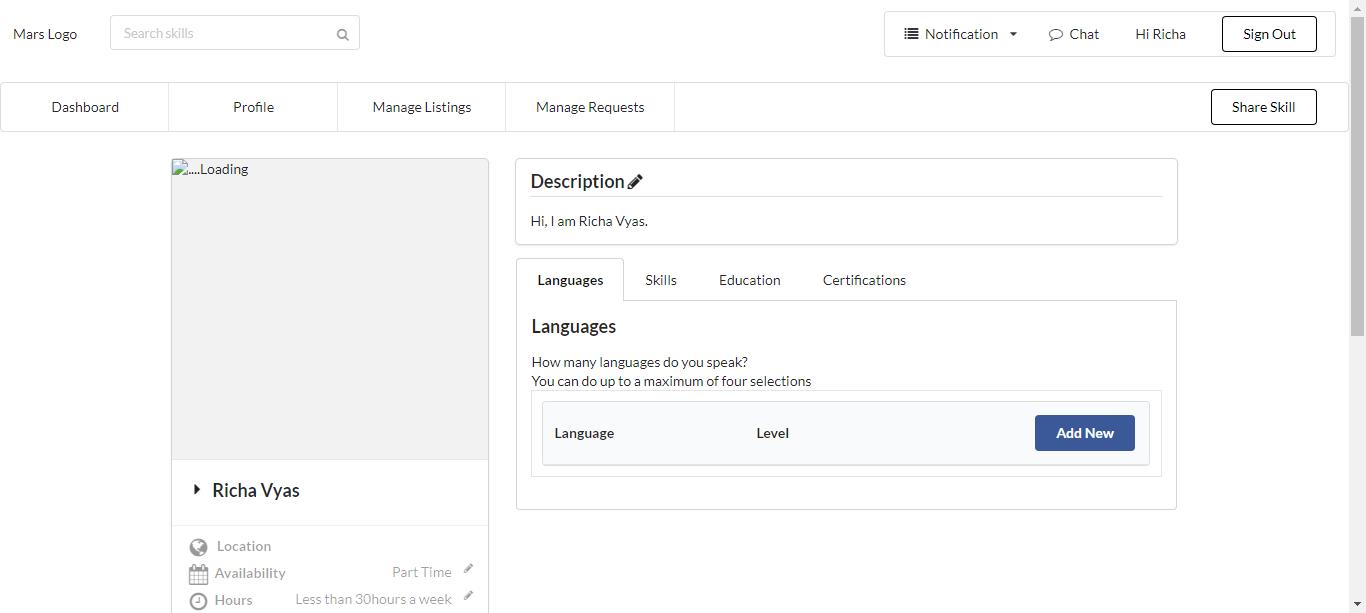 Mars Logo
Search skills
Notification
Chat
Hi Richa
Sign Out
Dashboard
Profile
Manage Listings
Manage Requests
Share Skill
....Loading
Richa Vyas
Location
Availability Part Time
Hours Less than 30hours a week
Description
Hi, I am Richa Vyas.
Languages Skills Education Certifications
Languages
How many languages do you speak?
You can do up to a maximum of four selections
Language Level Add New